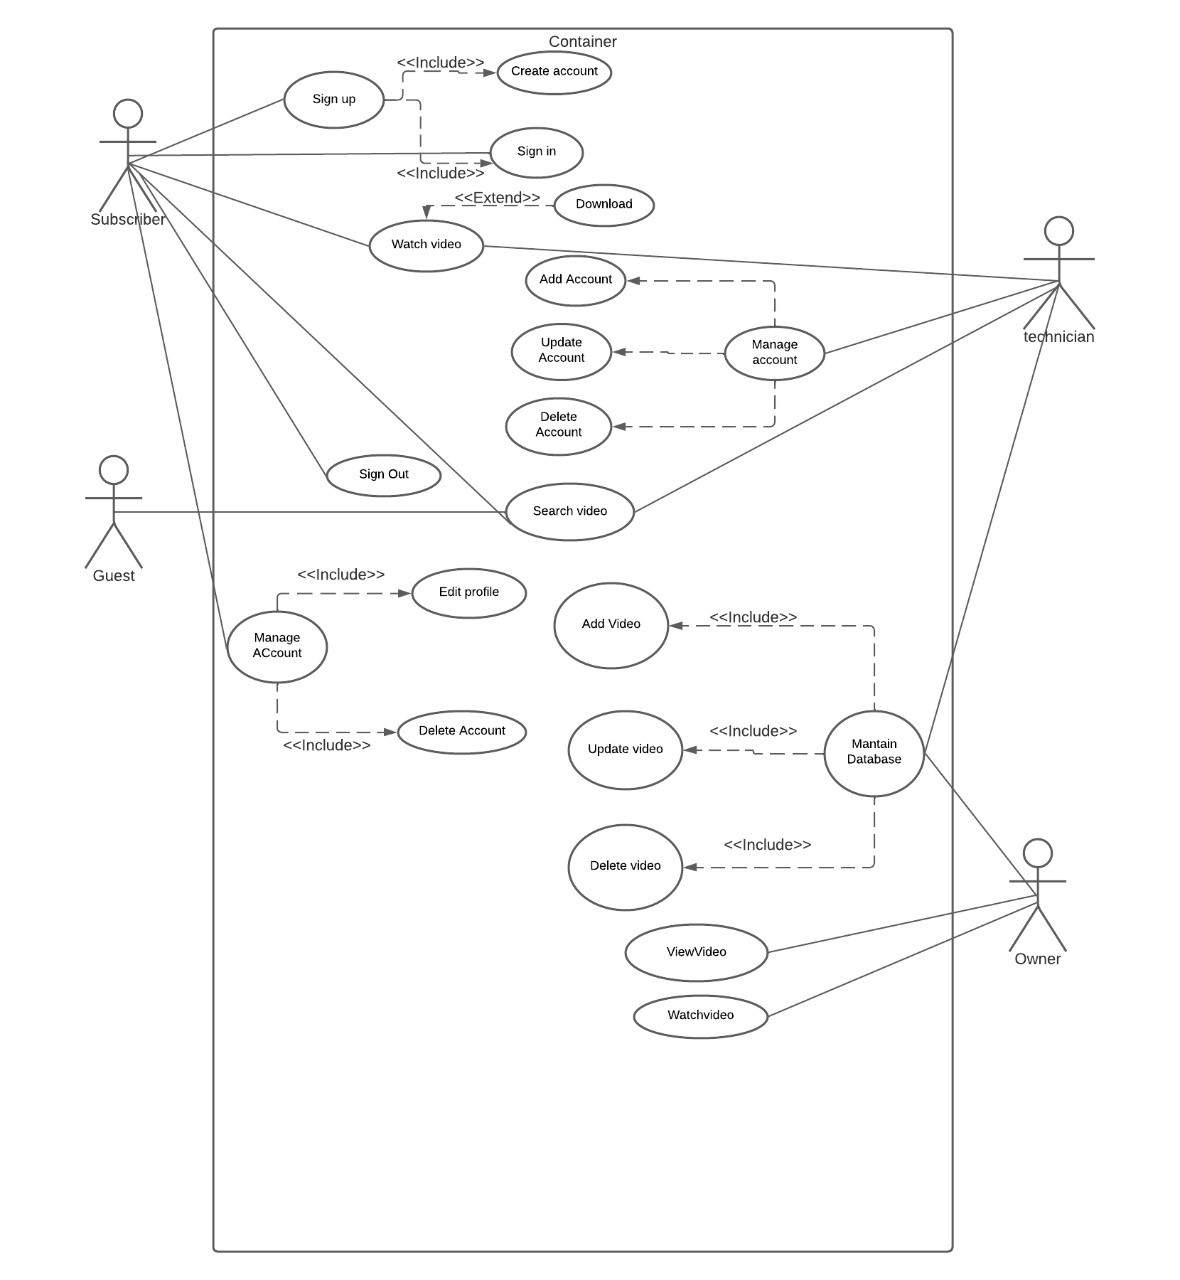 Container
<<Include>>
Create account
Sign up
Sign in
<<Include>>
<<Extend>>
Download
Subscriber
Watch video
Add Account
technician
Update
Account
Manage
account
Delete
Account
Sign Out
Search video
Guest
<<Include>>
Edit profile
<<Include>>
Add Video
Manage
ACcount
Delete Account
<<Include>>
<<Include>>
Update video
Mantain
Database
<<Include>>
Delete video
ViewVideo
Owner
Watchvideo